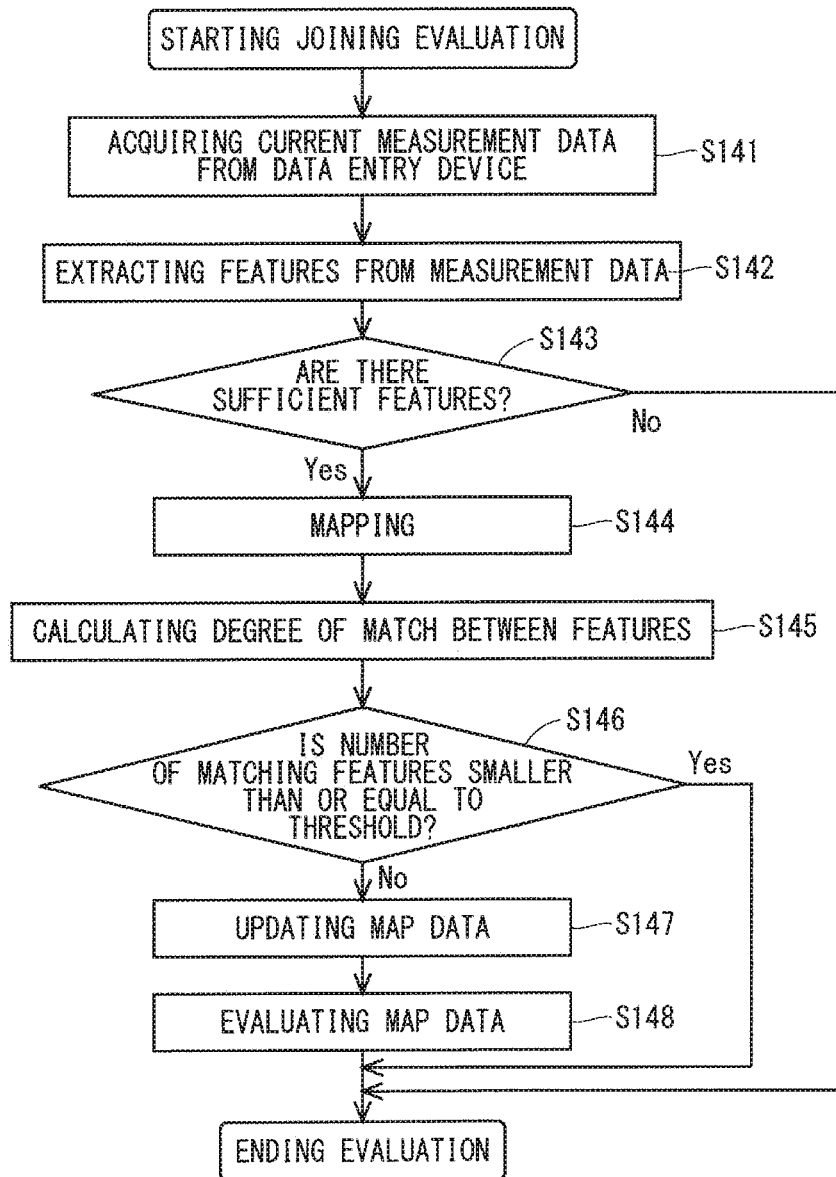 STARTING JOINING EVALUATION
ACQUIRING CURRENT MEASUREMENT DATA
FROM DATA ENTRY DEVICE
S141
EXTRACTING FEATURES FROM MEASUREMENT DATA
S142
S143
ARE THERE
SUFFICIENT FEATURES?
No
Yes
MAPPING
S144
CALCULATING DEGREE OF MATCH BETWEEN FEATURES
S145
S146
IS NUMBER
OF MATCHING FEATURES SMALLER
THAN OR EQUAL TO
THRESHOLD?
Yes
No
UPDATING MAP DATA
S147
EVALUATING MAP DATA
S148
ENDING EVALUATION